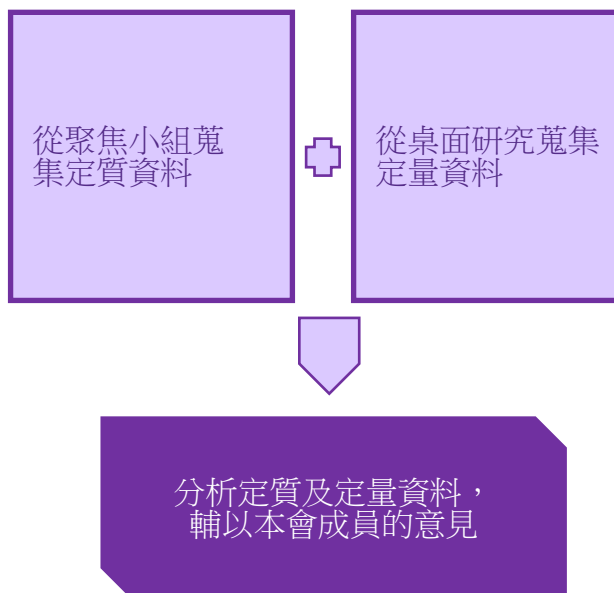 從聚焦小組蒐
集定質資料
從桌面研究蒐集
定量資料
分析定質及定量資料，
輔以本會成員的意見